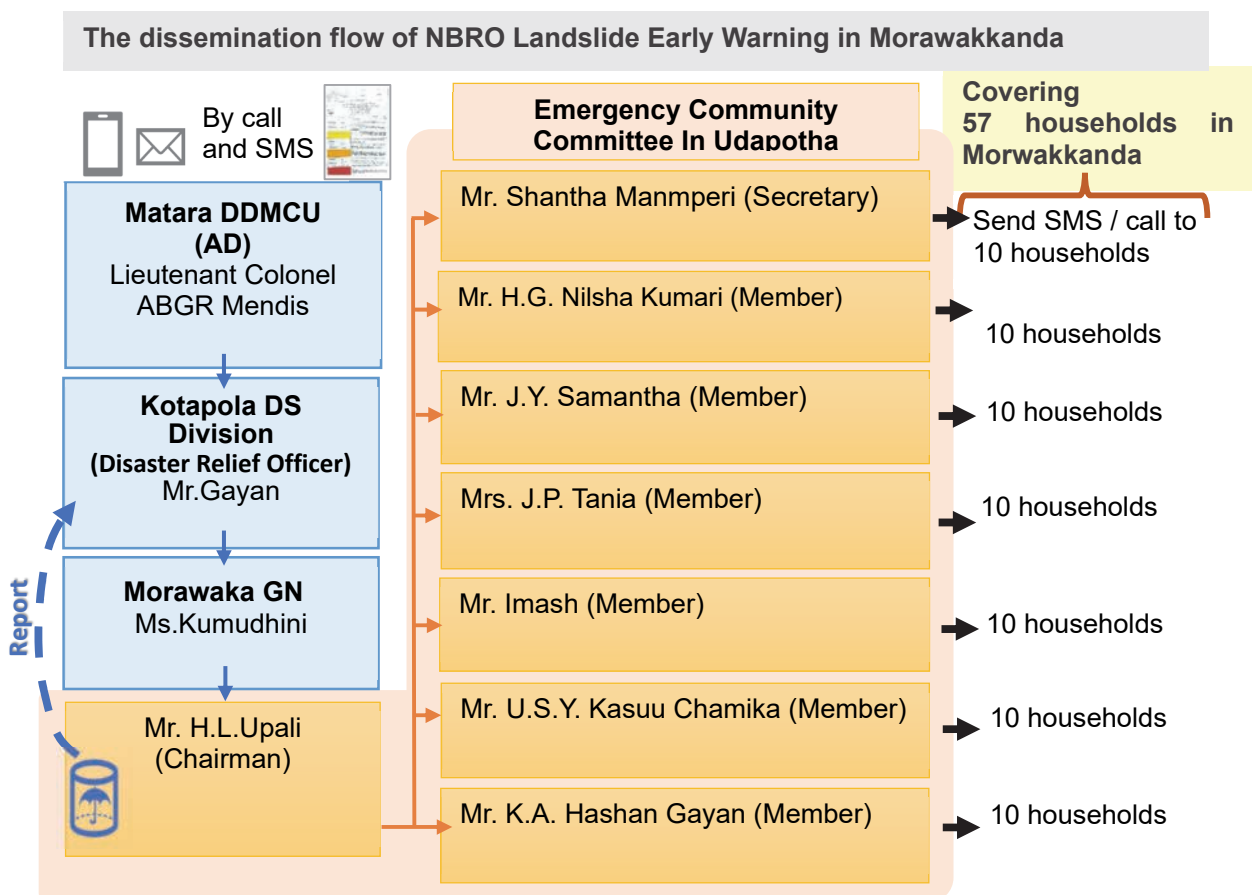 The dissemination flow of NBRO Landslide Early Warning in Morawakkanda
By call
and SMS
Matara DDMCU
(AD)
Lieutenant Colonel
ABGR Mendis
Kotapola DS
Division
(Disaster Relief Officer)
Mr.Gayan
Morawaka GN
Ms.Kumudhini
Report
Mr. H.L.Upali
(Chairman)
Emergency Community
Committee In Udapotha
Mr. Shantha Manmperi (Secretary)
Mr. H.G. Nilsha Kumari (Member)
Mr. J.Y. Samantha (Member)
Mrs. J.P. Tania (Member)
Mr. Imash (Member)
Mr. U.S.Y. Kasuu Chamika (Member)
Mr. K.A. Hashan Gayan (Member)
Covering
57 households in
Morwakkanda
Send SMS / call to
10 households
10 households
10 households
10 households
10 households
10 households
10 households